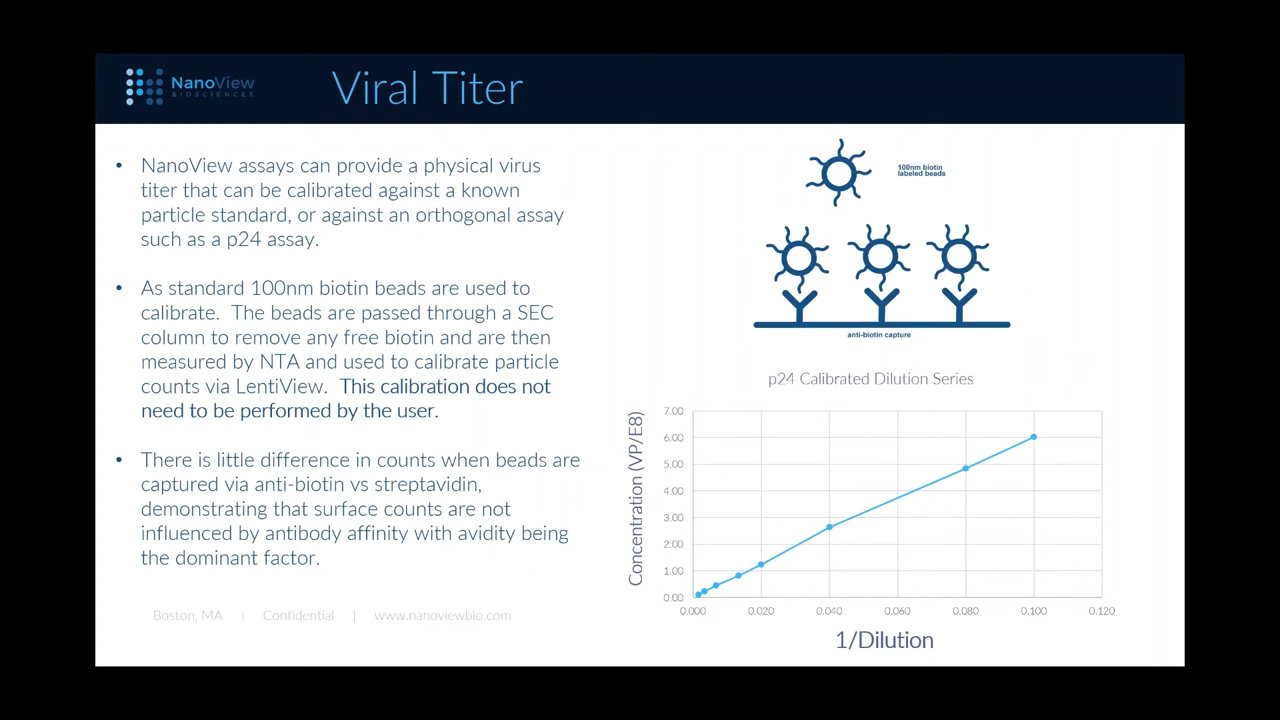 NanoView
BIOSCIENCES
Viral Titer
• NanoView assays can provide a physical virus
titer that can be calibrated against a known
particle standard, or against an orthogonal assay
such as a p24 assay.
• As standard 100nm biotin beads are used to
calibrate. The beads are passed through a SEC
column to remove any free biotin and are then
measured by NTA and used to calibrate particle
counts via LentiView. This calibration does not
need to be performed by the user.
• There is little difference in counts when beads are
captured via anti-biotin vs streptavidin,
demonstrating that surface counts are not
influenced by antibody affinity with avidity being
the dominant factor.
Boston, MA | Confidential | www.nanoviewbio.com
100nm biotin
labeled beads
anti-biotin capture
p24 Calibrated Dilution Series
Concentration (VP/E8)
7.00
6.00
5.00
4.00
3.00
2.00
1.00
0.00
0.000 0.020 0.040 0.060 0.080 0.100 0.120
1/Dilution